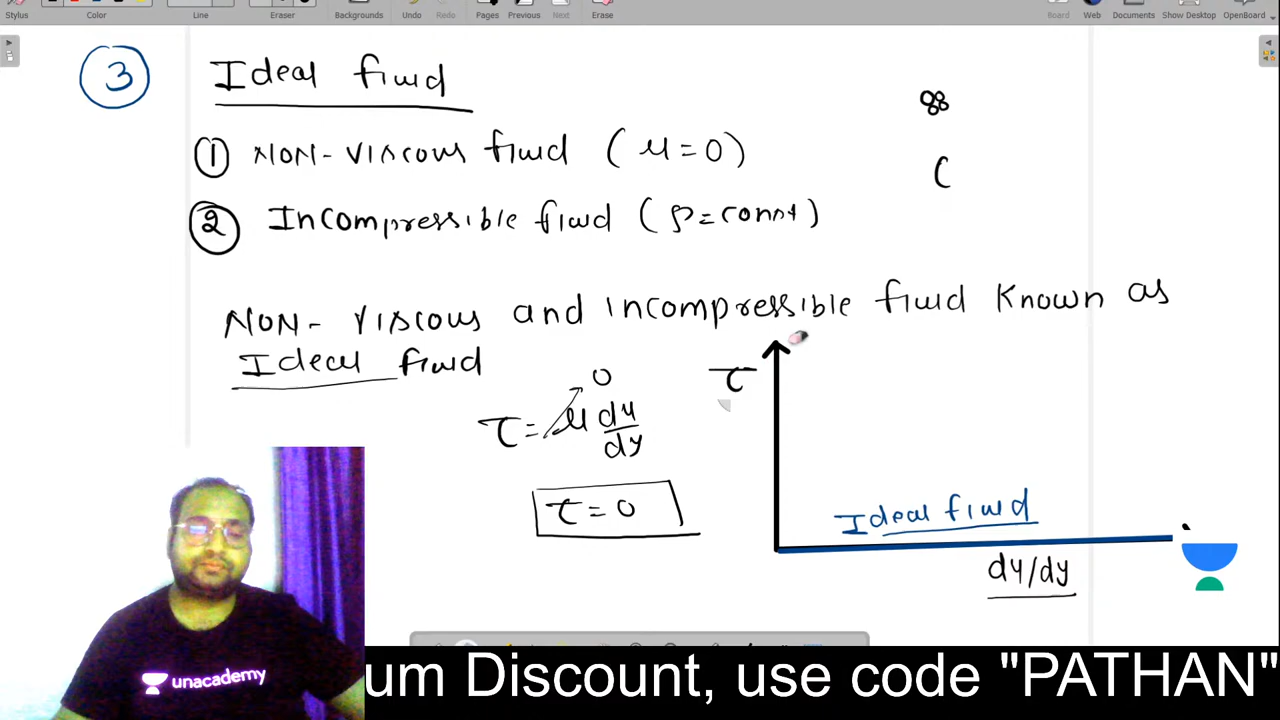 Stylus Color Line Eraser Backgrounds Undo Redo Pages Previous Next Erase Board Web Documents Show Desktop OpenBoard
3 Ideal fluid
1 Non-viscous fluid (μ=0)
2 Incompressible fluid (ρ=const)
(
Non-viscous and incompressible fluid known as
Ideal fluid
τ = μ du/dy
0
τ = 0
τ
Ideal fluid
du/dy
unacademy
um Discount, use code "PATHAN"